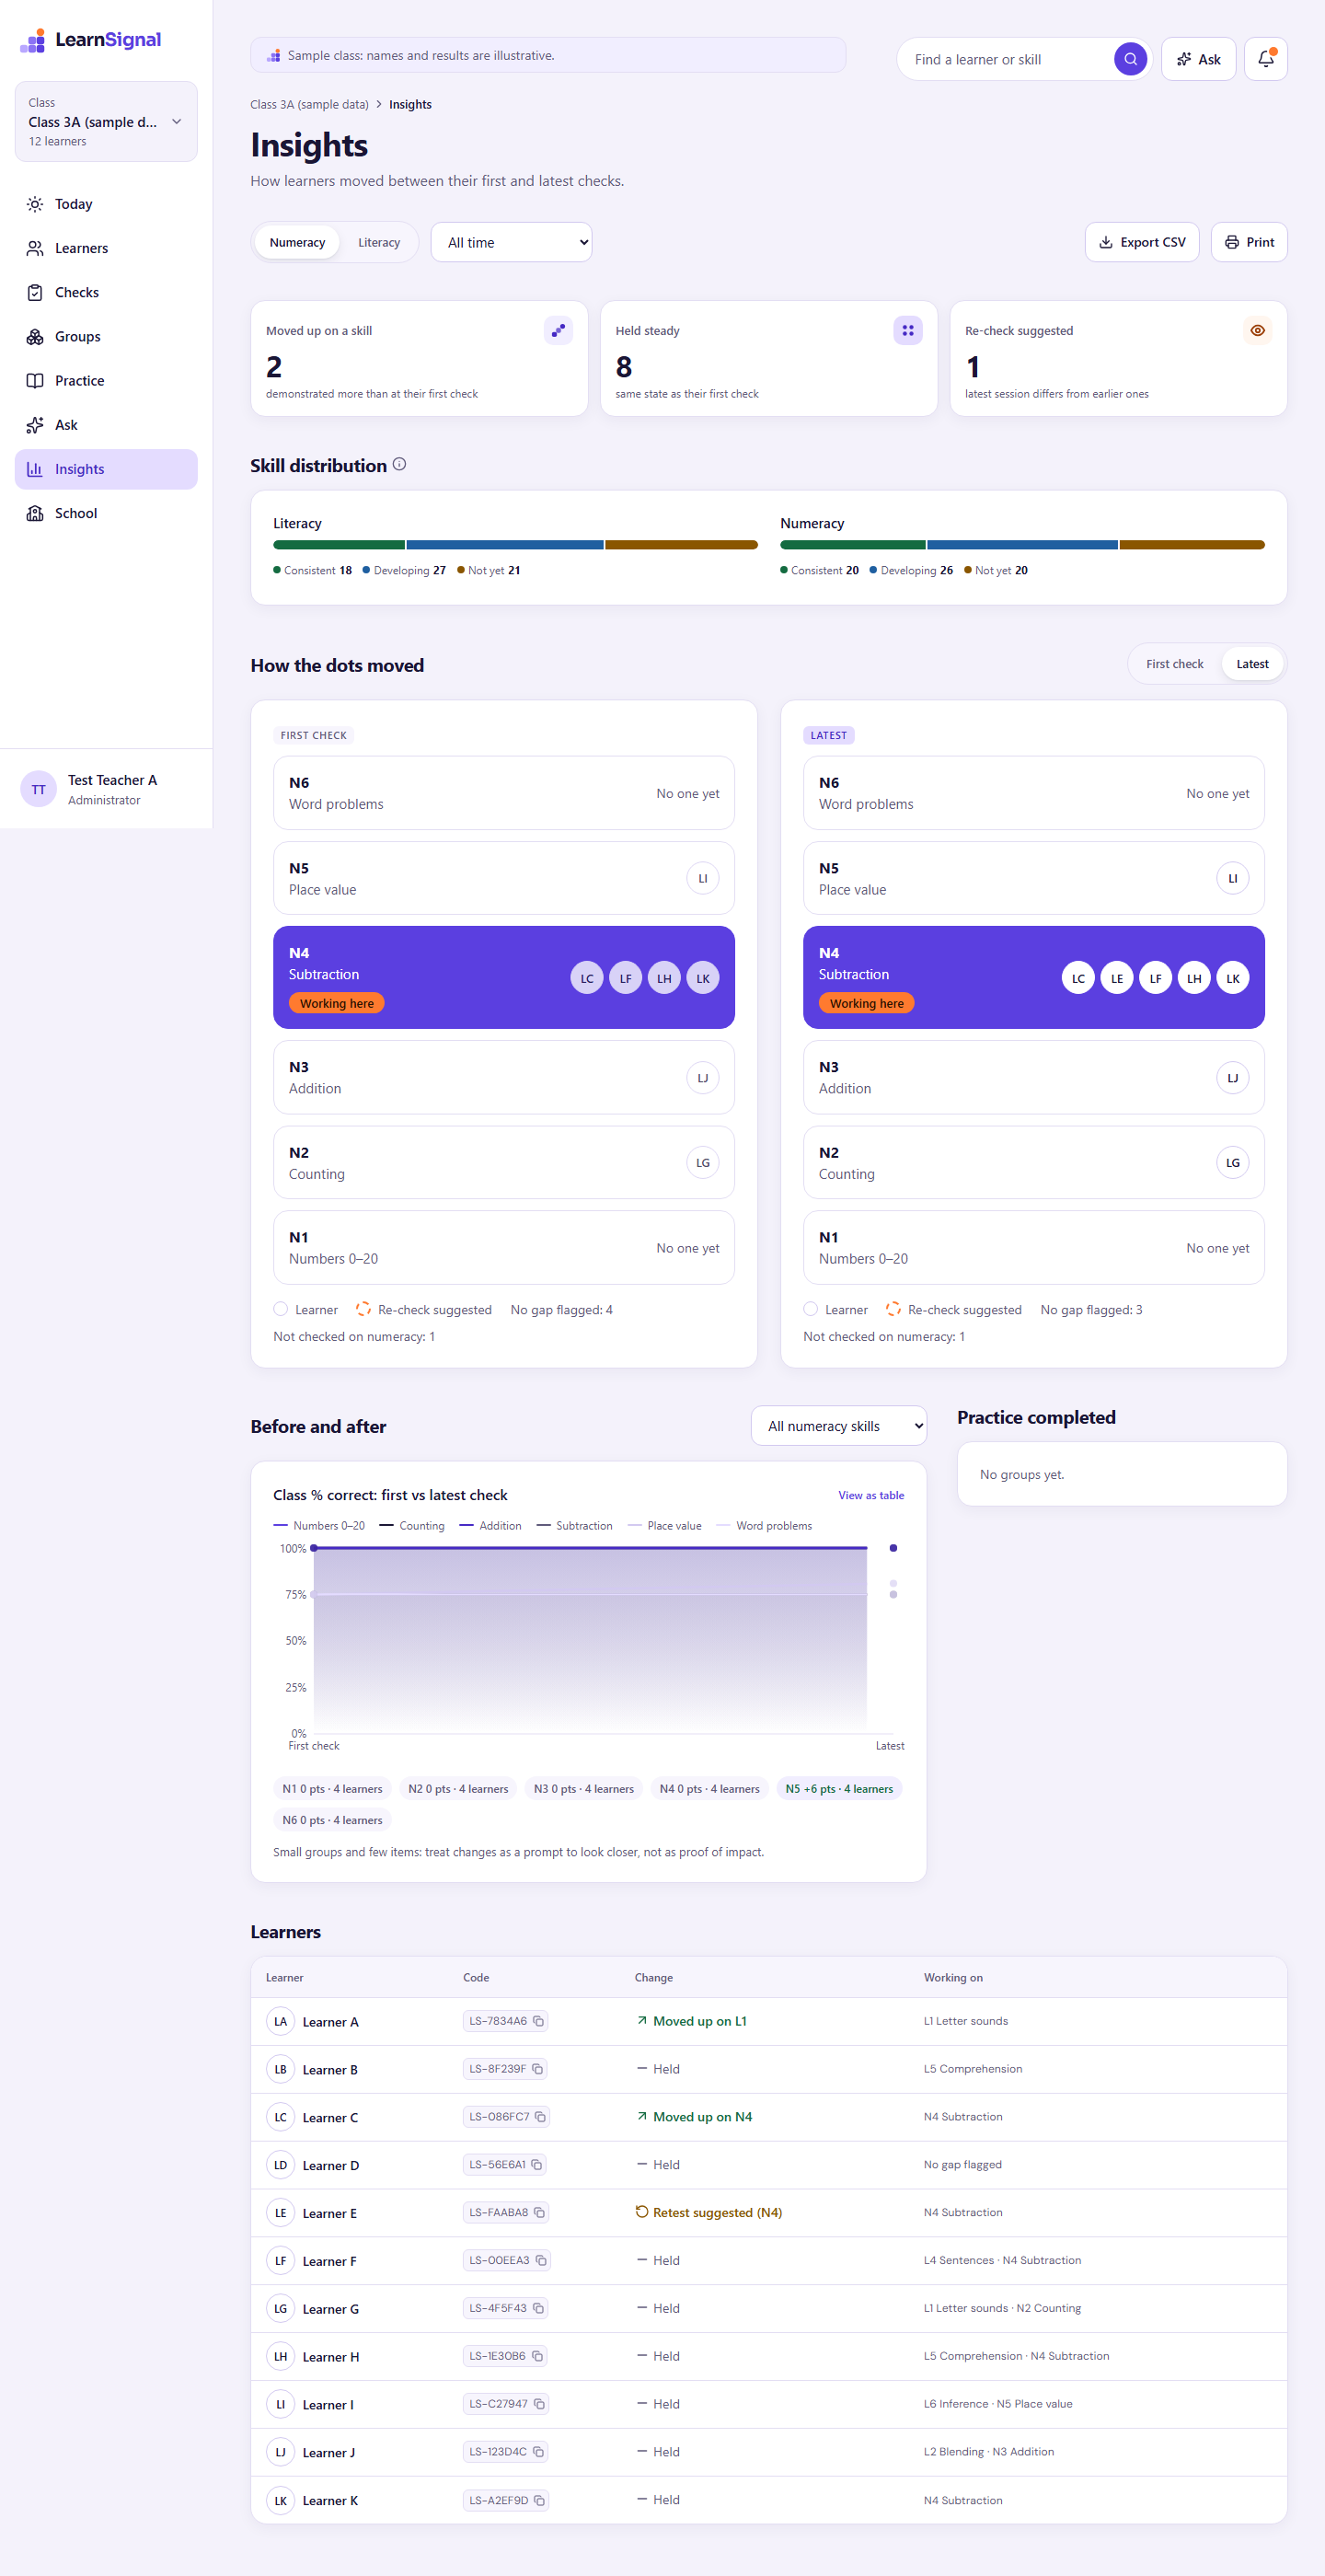 LearnSignal
Class
Class 3A (sample d...
12 learners
Today
Learners
Checks
Groups
Practice
Ask
Insights
School
TT
Test Teacher A
Administrator
Sample class: names and results are illustrative.
Find a learner or skill
Ask
Class 3A (sample data) > Insights
Insights
How learners moved between their first and latest checks.
Numeracy Literacy All time
Export CSV Print
Moved up on a skill
2
demonstrated more than at their first check
Held steady
8
same state as their first check
Re-check suggested
1
latest session differs from earlier ones
Skill distribution
Literacy
Consistent 18 Developing 27 Not yet 21
Numeracy
Consistent 20 Developing 26 Not yet 20
How the dots moved
First check Latest
FIRST CHECK
N6
Word problems
No one yet
N5
Place value
LI
N4
Subtraction
Working here
LC LF LH LK
N3
Addition
LJ
N2
Counting
LG
N1
Numbers 0–20
No one yet
Learner Re-check suggested No gap flagged: 4
Not checked on numeracy: 1
LATEST
N6
Word problems
No one yet
N5
Place value
LI
N4
Subtraction
Working here
LC LE LF LH LK
N3
Addition
LJ
N2
Counting
LG
N1
Numbers 0–20
No one yet
Learner Re-check suggested No gap flagged: 3
Not checked on numeracy: 1
Before and after
All numeracy skills
Class % correct: first vs latest check
View as table
Numbers 0–20 Counting Addition Subtraction Place value Word problems
100%
75%
50%
25%
0%
First check Latest
N1 0 pts · 4 learners N2 0 pts · 4 learners N3 0 pts · 4 learners N4 0 pts · 4 learners N5 +6 pts · 4 learners
N6 0 pts · 4 learners
Small groups and few items: treat changes as a prompt to look closer, not as proof of impact.
Practice completed
No groups yet.
Learners
Learner Code Change Working on
LA Learner A LS-7834A6 Moved up on L1 L1 Letter sounds
LB Learner B LS-8F239F Held L5 Comprehension
LC Learner C LS-086FC7 Moved up on N4 N4 Subtraction
LD Learner D LS-56E6A1 Held No gap flagged
LE Learner E LS-FAABA8 Retest suggested (N4) N4 Subtraction
LF Learner F LS-00EEA3 Held L4 Sentences · N4 Subtraction
LG Learner G LS-4F5F43 Held L1 Letter sounds · N2 Counting
LH Learner H LS-1E30B6 Held L5 Comprehension · N4 Subtraction
LI Learner I LS-C27947 Held L6 Inference · N5 Place value
LJ Learner J LS-123D4C Held L2 Blending · N3 Addition
LK Learner K LS-A2EF9D Held N4 Subtraction